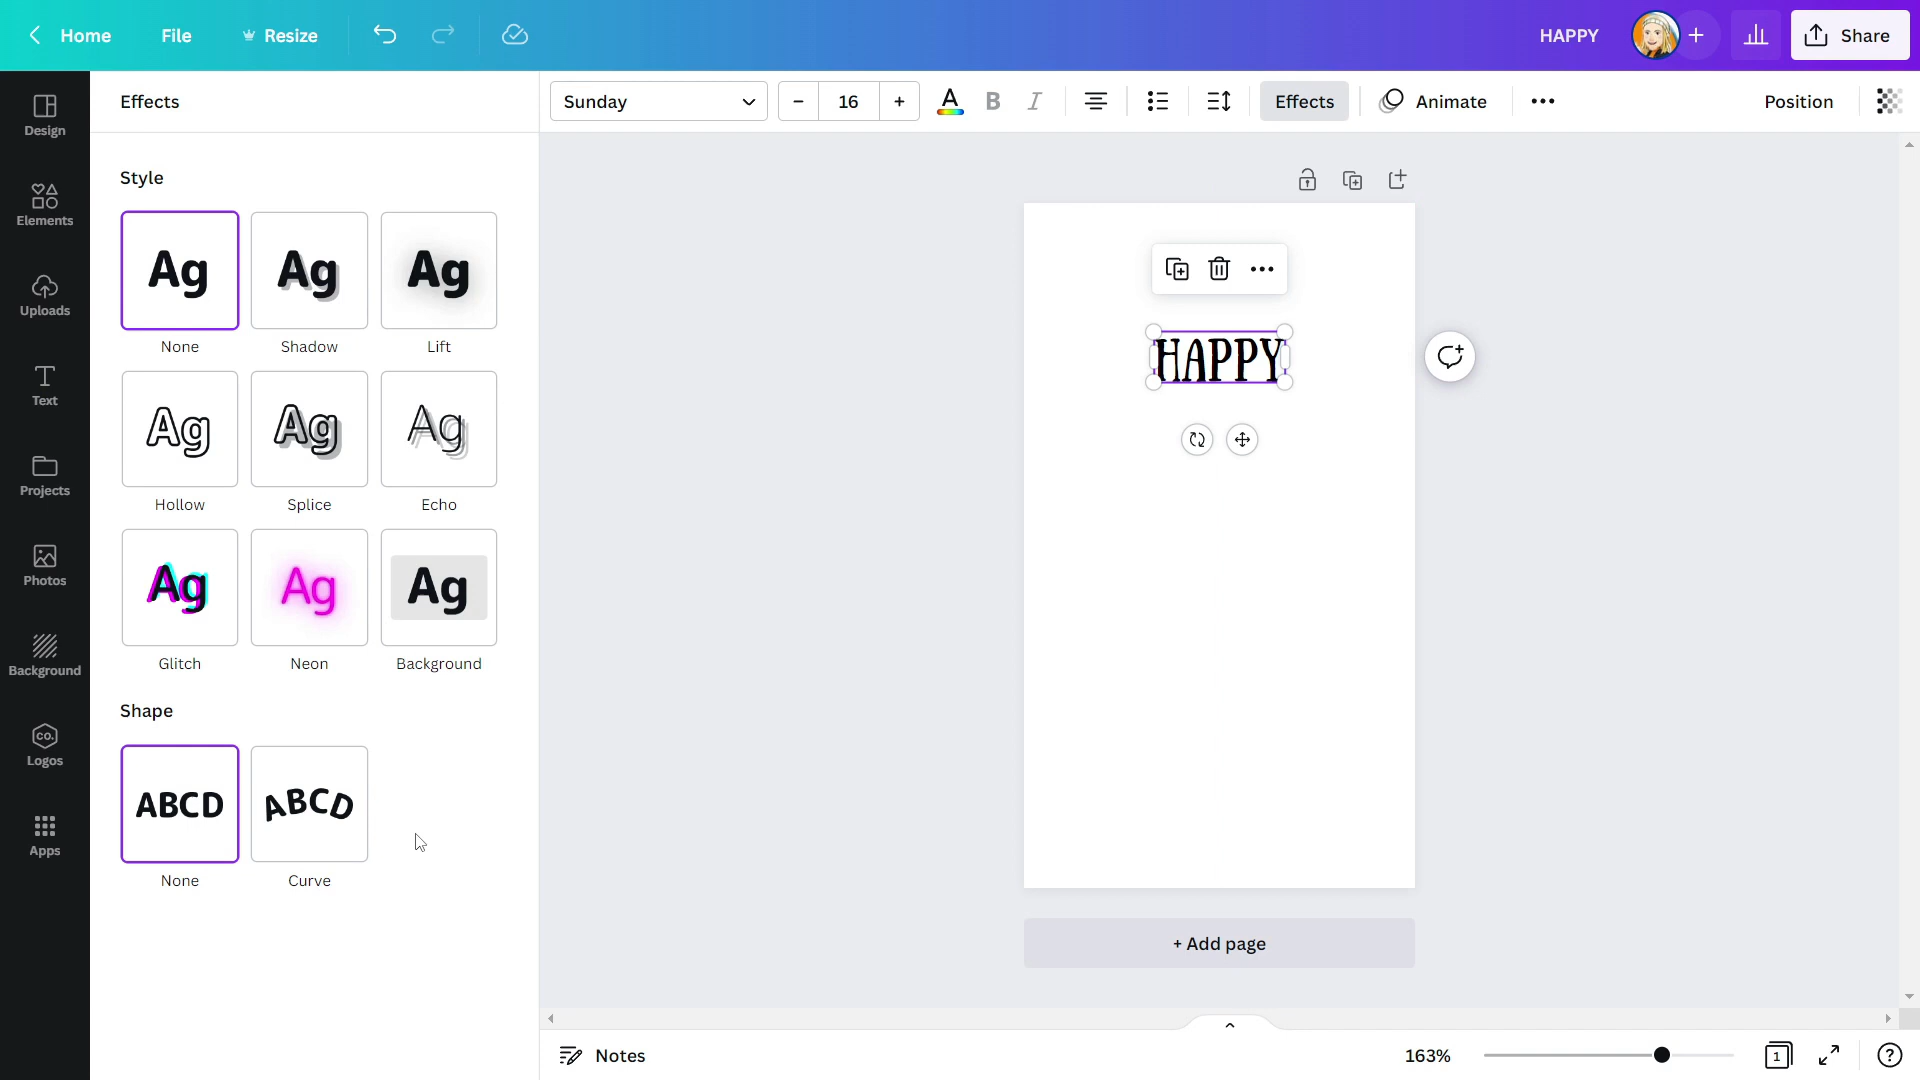 Home File Resize HAPPY Share
Design
Elements
Uploads
Text
Projects
Photos
Background
co.
Logos
Apps
Effects
Sunday – 16 + A B I Effects Animate Position
Style
Ag Ag Ag
None Shadow Lift
Ag Ag Ag
Hollow Splice Echo
Ag Ag Ag
Glitch Neon Background
Shape
ABCD ABCD
None Curve
HAPPY
+ Add page
Notes 163% 1 ?